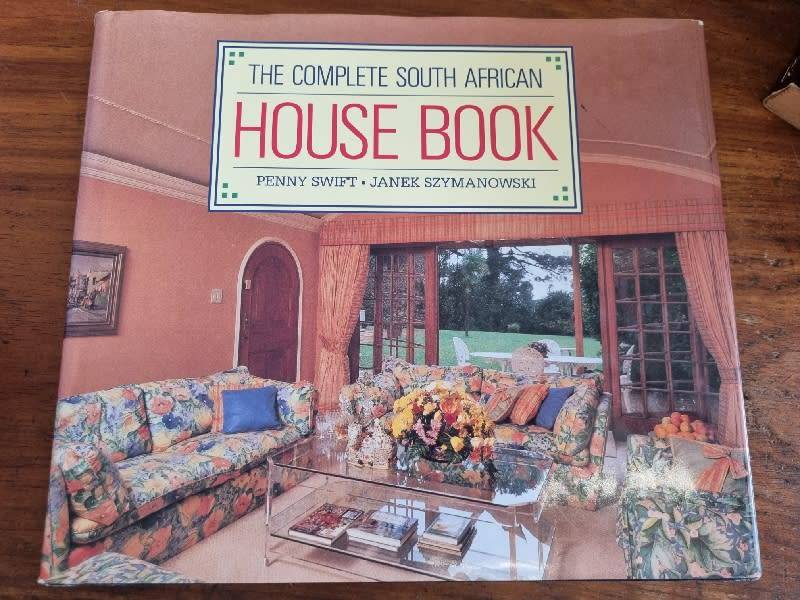 THE COMPLETE SOUTH AFRICAN
HOUSE BOOK
PENNY SWIFT • JANEK SZYMANOWSKI